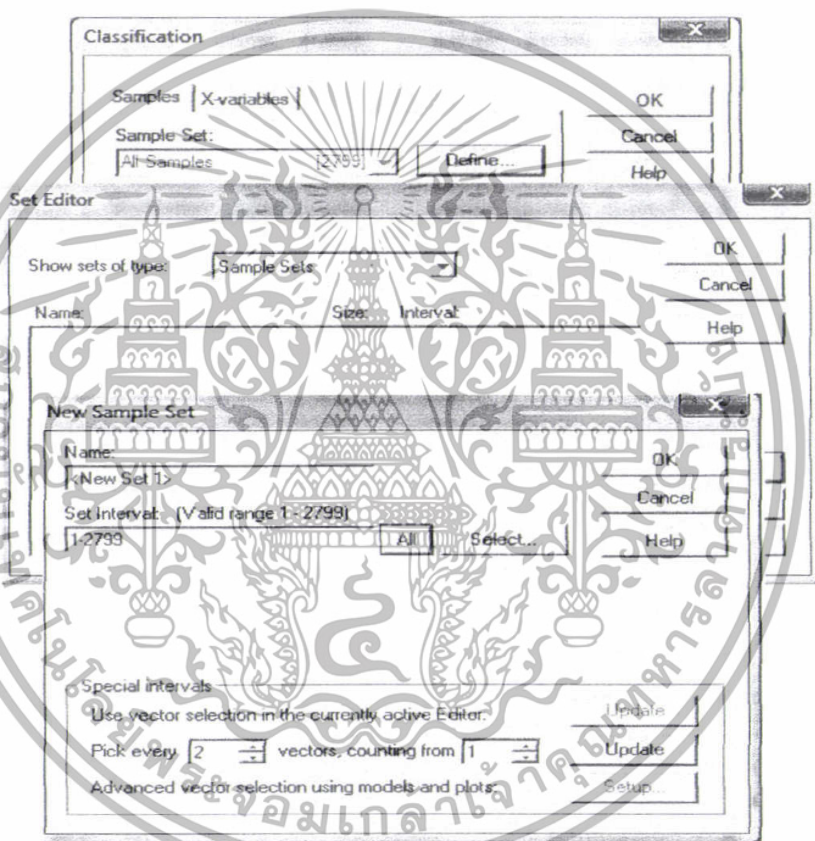 Classification
Samples X-variables
Sample Set:
All Samples [2799] Define...
OK
Cancel
Help
Set Editor
Show sets of type: Sample Sets
Name: Size: Interval:
OK
Cancel
Help
New Sample Set
Name:
<New Set 1>
Set Interval: (Valid range 1 - 2799)
1-2799 All Select...
OK
Cancel
Help
Special intervals
Use vector selection in the currently active Editor: Update
Pick every 2 vectors, counting from 1 Update
Advanced vector selection using models and plots: Setup...